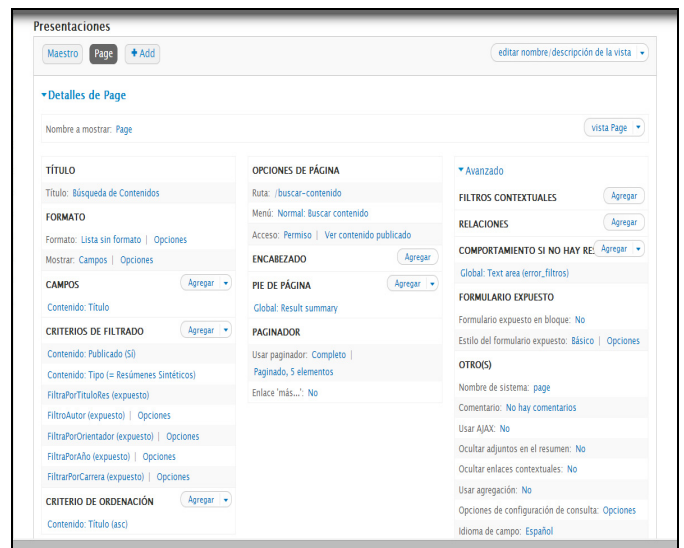 Presentaciones
Maestro Page + Add editar nombre/descripción de la vista
Detalles de Page
Nombre a mostrar: Page vista Page
TÍTULO
Título: Búsqueda de Contenidos
FORMATO
Formato: Lista sin formato | Opciones
Mostrar: Campos | Opciones
CAMPOS Agregar
Contenido: Título
CRITERIOS DE FILTRADO Agregar
Contenido: Publicado (Sí)
Contenido: Tipo (= Resúmenes Sintéticos)
FiltraPorTituloRes (expuesto)
FiltroAutor (expuesto) | Opciones
FiltraPorOrientador (expuesto) | Opciones
FiltraPorAño (expuesto) | Opciones
FiltrarPorCarrera (expuesto) | Opciones
CRITERIO DE ORDENACIÓN Agregar
Contenido: Título (asc)
OPCIONES DE PÁGINA
Ruta: /buscar-contenido
Menú: Normal: Buscar contenido
Acceso: Permiso | Ver contenido publicado
ENCABEZADO Agregar
PIE DE PÁGINA Agregar
Global: Result summary
PAGINADOR
Usar paginador: Completo |
Paginado, 5 elementos
Enlace 'más...': No
Avanzado
FILTROS CONTEXTUALES Agregar
RELACIONES Agregar
COMPORTAMIENTO SI NO HAY RES Agregar
Global: Text area (error_filtros)
FORMULARIO EXPUESTO
Formulario expuesto en bloque: No
Estilo del formulario expuesto: Básico | Opciones
OTRO(S)
Nombre de sistema: page
Comentario: No hay comentarios
Usar AJAX: No
Ocultar adjuntos en el resumen: No
Ocultar enlaces contextuales: No
Usar agregación: No
Opciones de configuración de consulta: Opciones
Idioma de campo: Español